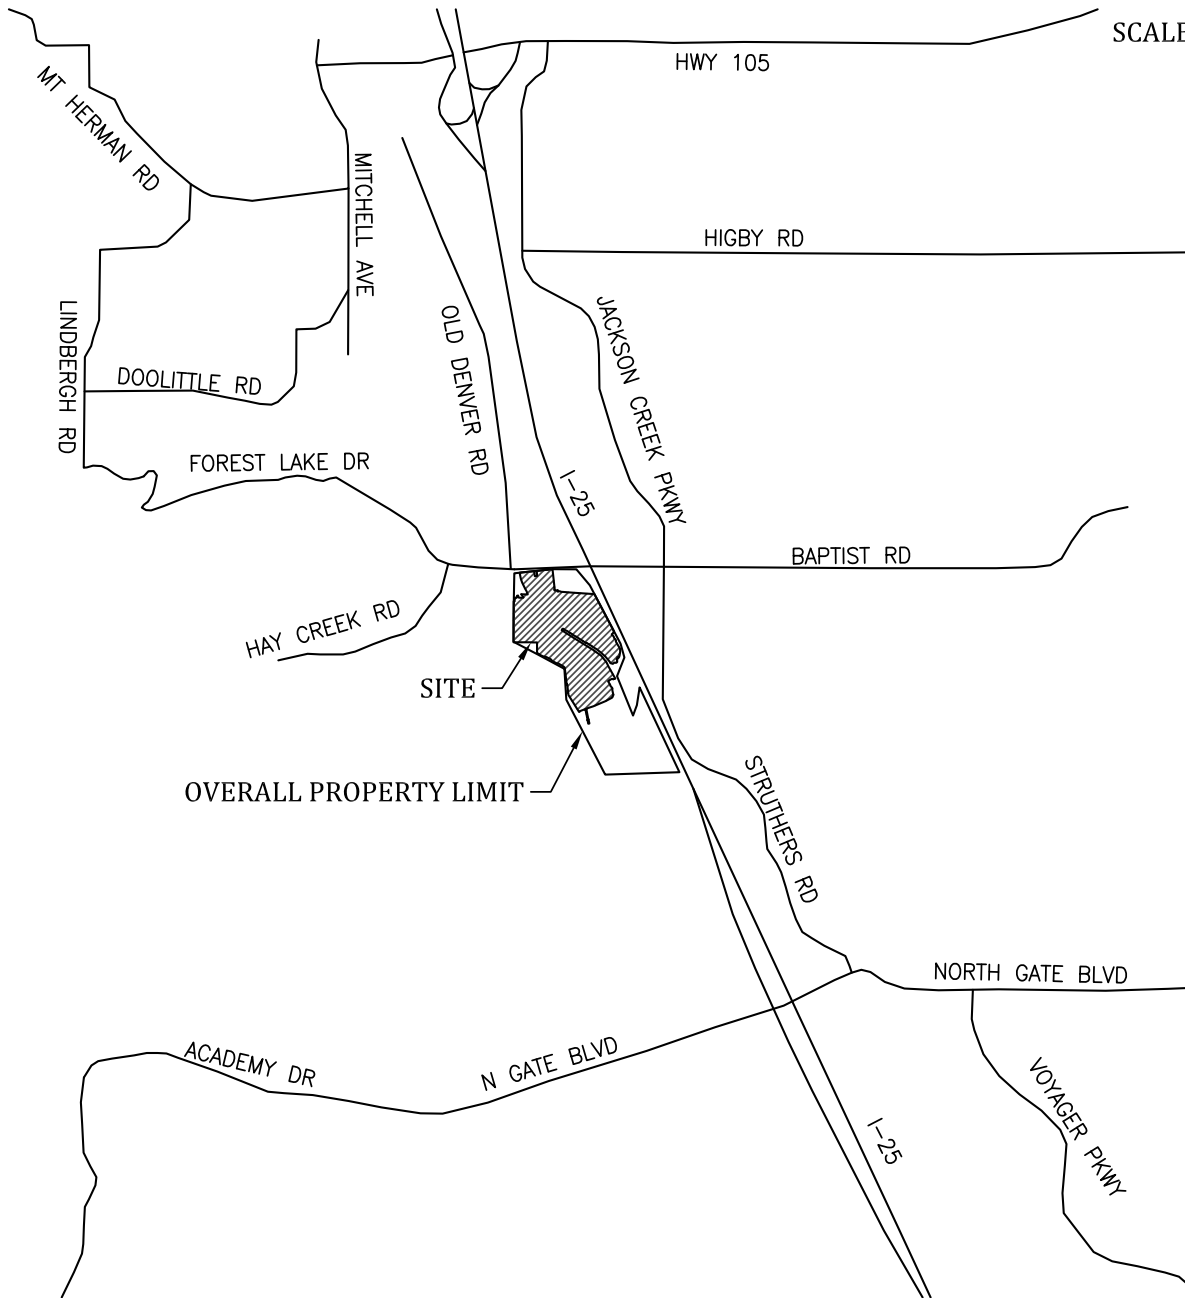 SCALE
HWY 105
MT HERMAN RD
MITCHELL AVE
HIGBY RD
LINDBERGH RD
OLD DENVER RD
JACKSON CREEK PKWY
DOOLITTLE RD
FOREST LAKE DR
I-25
BAPTIST RD
HAY CREEK RD
SITE
OVERALL PROPERTY LIMIT
STRUTHERS RD
NORTH GATE BLVD
ACADEMY DR
N GATE BLVD
VOYAGER PKWY
I-25